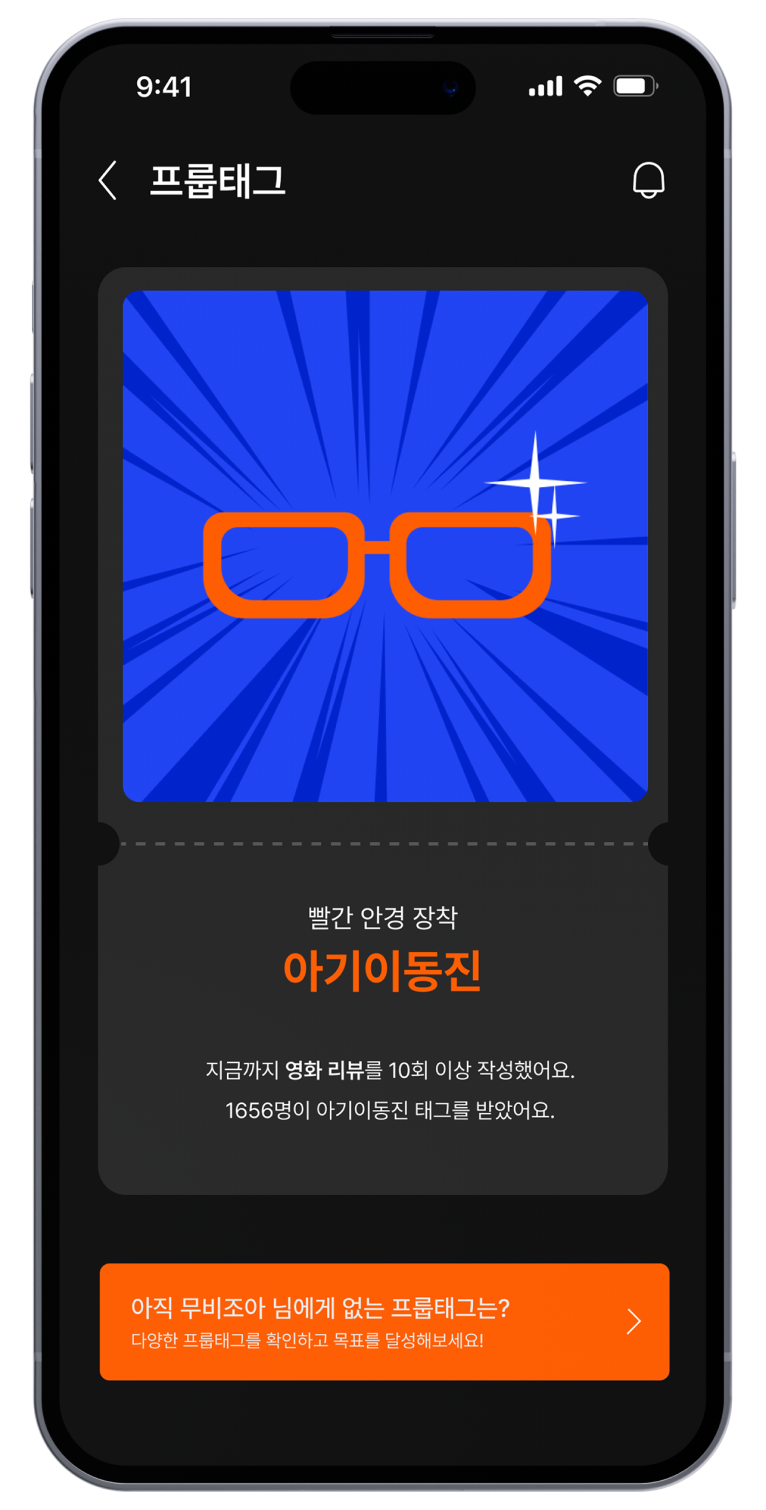 9:41
프룹태그
빨간 안경 장착
아기이동진
지금까지 영화 리뷰를 10회 이상 작성했어요.
1656명이 아기이동진 태그를 받았어요.
아직 무비조아 님에게 없는 프룹태그는?
다양한 프룹태그를 확인하고 목표를 달성해보세요!